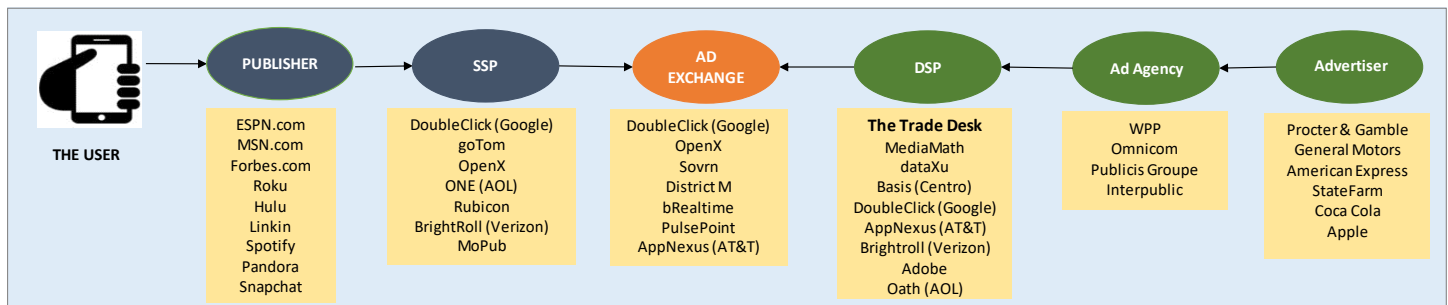 THE USER
PUBLISHER
ESPN.com
MSN.com
Forbes.com
Roku
Hulu
Linkin
Spotify
Pandora
Snapchat
SSP
DoubleClick (Google)
goTom
OpenX
ONE (AOL)
Rubicon
BrightRoll (Verizon)
MoPub
AD
EXCHANGE
DoubleClick (Google)
OpenX
Sovrn
District M
bRealtime
PulsePoint
AppNexus (AT&T)
DSP
The Trade Desk
MediaMath
dataXu
Basis (Centro)
DoubleClick (Google)
AppNexus (AT&T)
Brightroll (Verizon)
Adobe
Oath (AOL)
Ad Agency
WPP
Omnicom
Publicis Groupe
Interpublic
Advertiser
Procter & Gamble
General Motors
American Express
StateFarm
Coca Cola
Apple